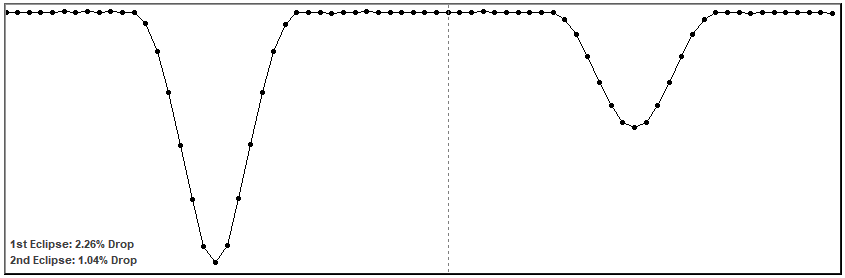 1st Eclipse: 2.26% Drop
2nd Eclipse: 1.04% Drop